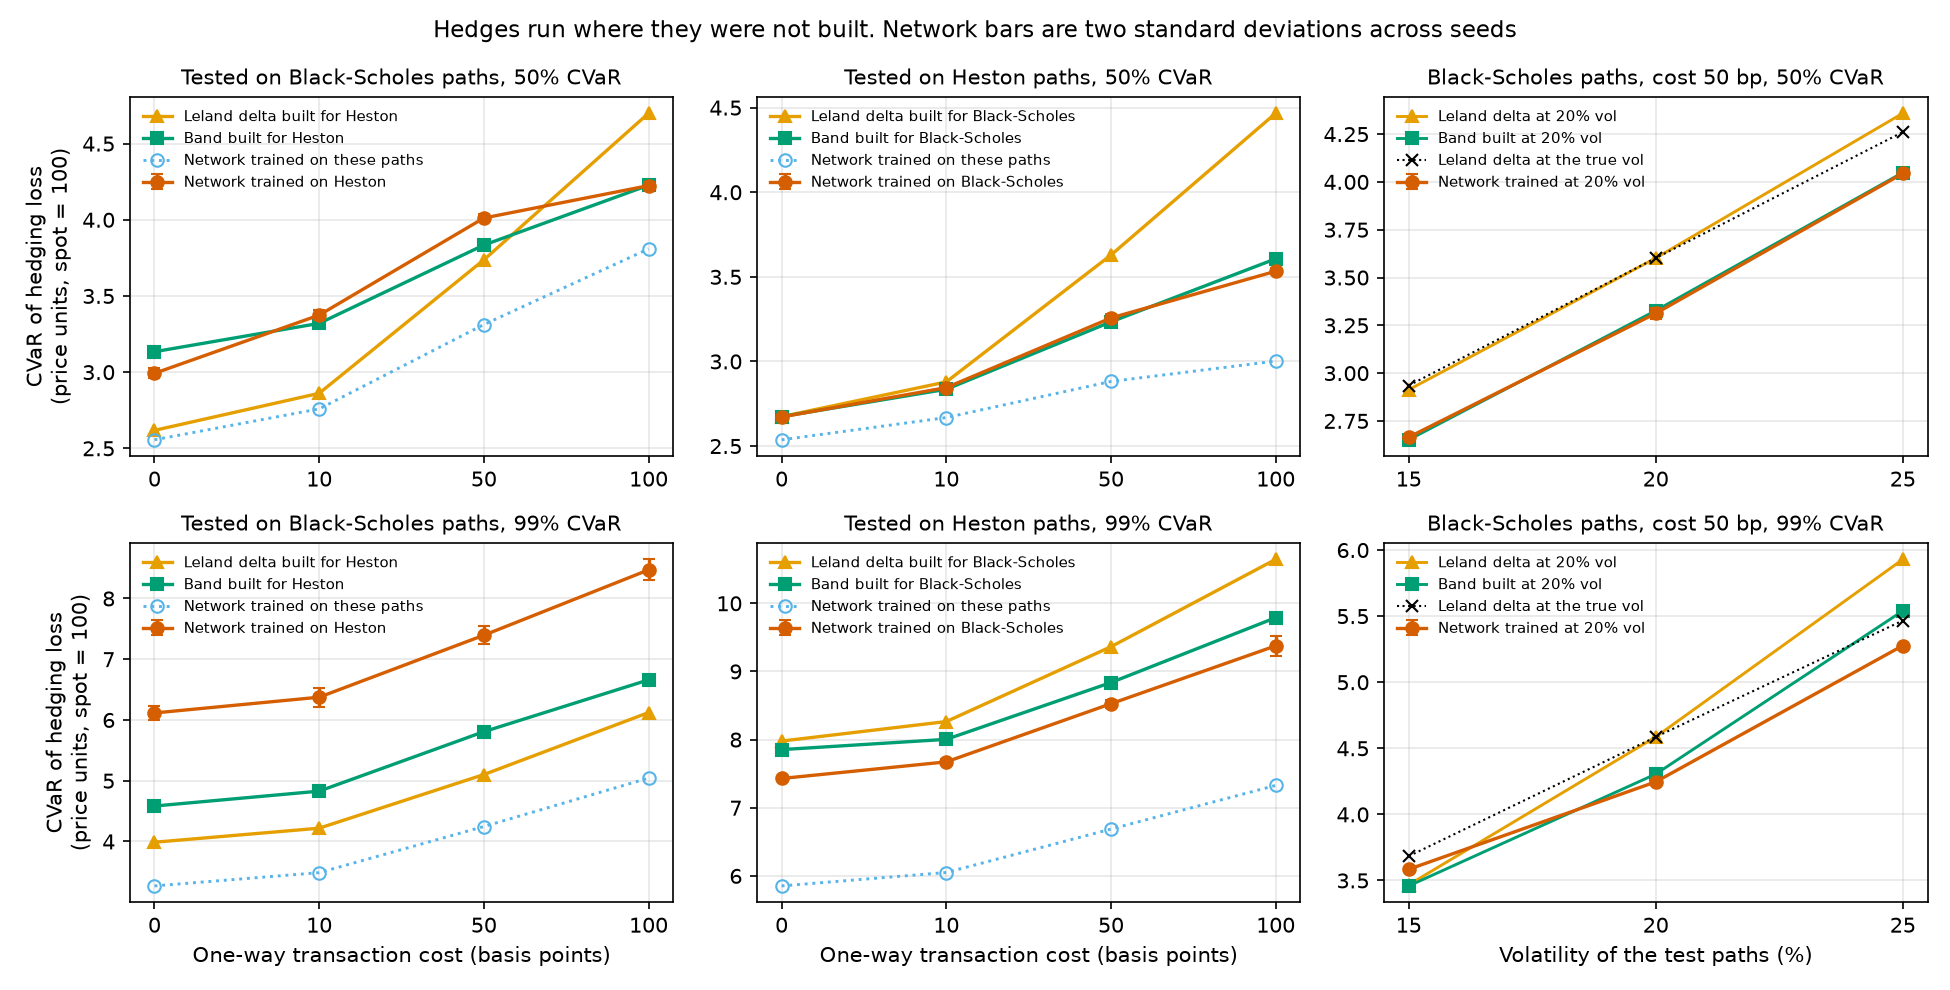 Hedges run where they were not built. Network bars are two standard deviations across seeds
Tested on Black-Scholes paths, 50% CVaR
CVaR of hedging loss
(price units, spot = 100)
4.5
4.0
3.5
3.0
2.5
Leland delta built for Heston
Band built for Heston
Network trained on these paths
Network trained on Heston
0
10
50
100
Tested on Heston paths, 50% CVaR
4.5
4.0
3.5
3.0
2.5
Leland delta built for Black-Scholes
Band built for Black-Scholes
Network trained on these paths
Network trained on Black-Scholes
0
10
50
100
Black-Scholes paths, cost 50 bp, 50% CVaR
4.25
4.00
3.75
3.50
3.25
3.00
2.75
Leland delta at 20% vol
Band built at 20% vol
Leland delta at the true vol
Network trained at 20% vol
15
20
25
Tested on Black-Scholes paths, 99% CVaR
CVaR of hedging loss
(price units, spot = 100)
8
7
6
5
4
Leland delta built for Heston
Band built for Heston
Network trained on these paths
Network trained on Heston
0
10
50
100
One-way transaction cost (basis points)
Tested on Heston paths, 99% CVaR
10
9
8
7
6
Leland delta built for Black-Scholes
Band built for Black-Scholes
Network trained on these paths
Network trained on Black-Scholes
0
10
50
100
One-way transaction cost (basis points)
Black-Scholes paths, cost 50 bp, 99% CVaR
6.0
5.5
5.0
4.5
4.0
3.5
Leland delta at 20% vol
Band built at 20% vol
Leland delta at the true vol
Network trained at 20% vol
15
20
25
Volatility of the test paths (%)